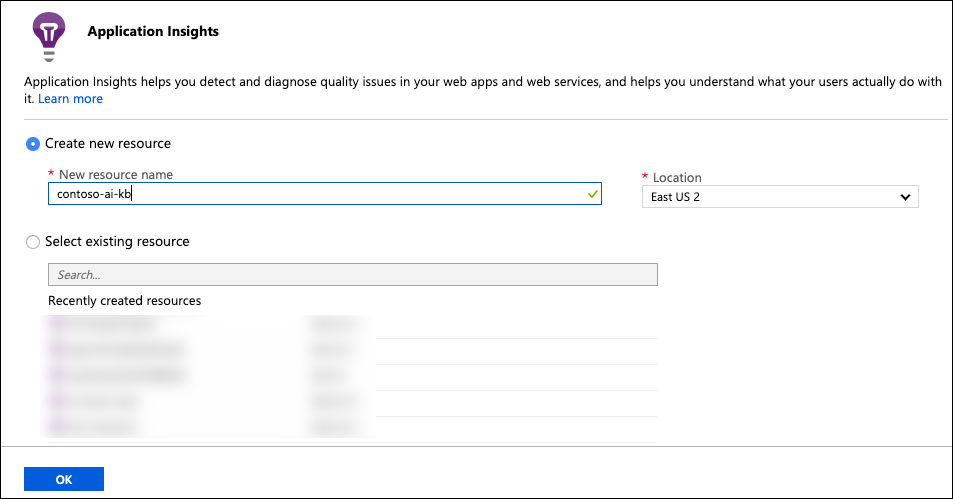 Application Insights
Application Insights helps you detect and diagnose quality issues in your web apps and web services, and helps you understand what your users actually do with
it. Learn more
Create new resource
* New resource name
contoso-ai-kb
* Location
East US 2
Select existing resource
Search...
Recently created resources
OK